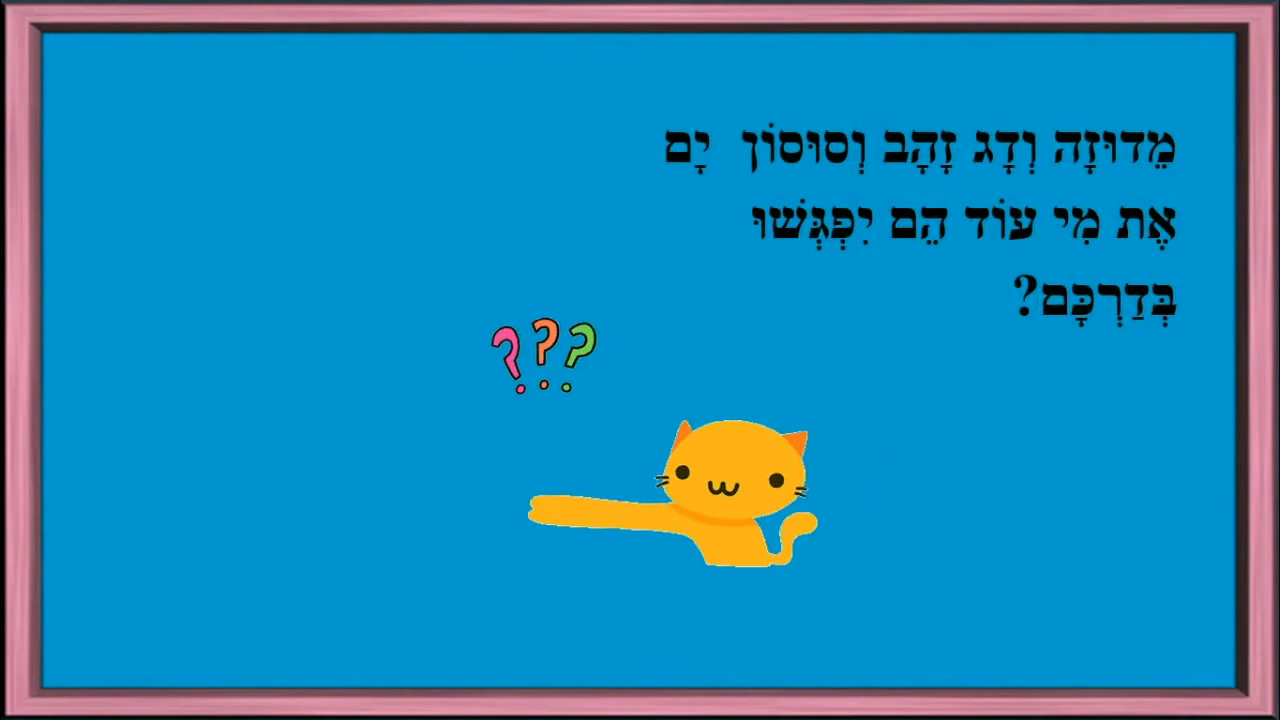 מֵדוּזָה וְדָג זָהָב וְסוּסוֹן יָם
אֶת מִי עוֹד הֵם יִפְגְּשׁוּ
בְּדַרְכָּם?
???